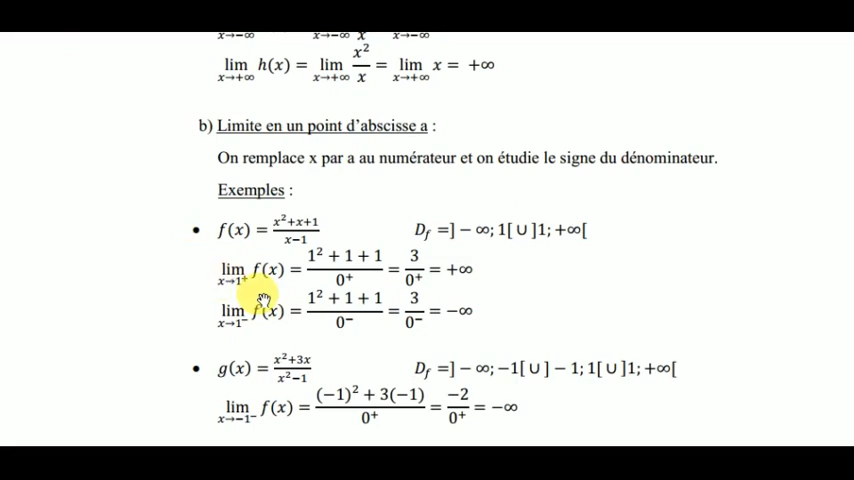 x→−∞ x→−∞ x x→−∞
lim x→+∞ h(x) = lim x→+∞ x²/x = lim x→+∞ x = +∞
b) Limite en un point d’abscisse a :
On remplace x par a au numérateur et on étudie le signe du dénominateur.
Exemples :
• f(x) = (x²+x+1)/(x−1) D_f =] − ∞; 1[ ∪ ]1; +∞[
lim x→1⁺ f(x) = (1² + 1 + 1)/0⁺ = 3/0⁺ = +∞
lim x→1⁻ f(x) = (1² + 1 + 1)/0⁻ = 3/0⁻ = −∞
• g(x) = (x²+3x)/(x²−1) D_f =] − ∞; −1[ ∪ ] − 1; 1[ ∪ ]1; +∞[
lim x→−1⁻ f(x) = ((−1)² + 3(−1))/0⁺ = −2/0⁺ = −∞